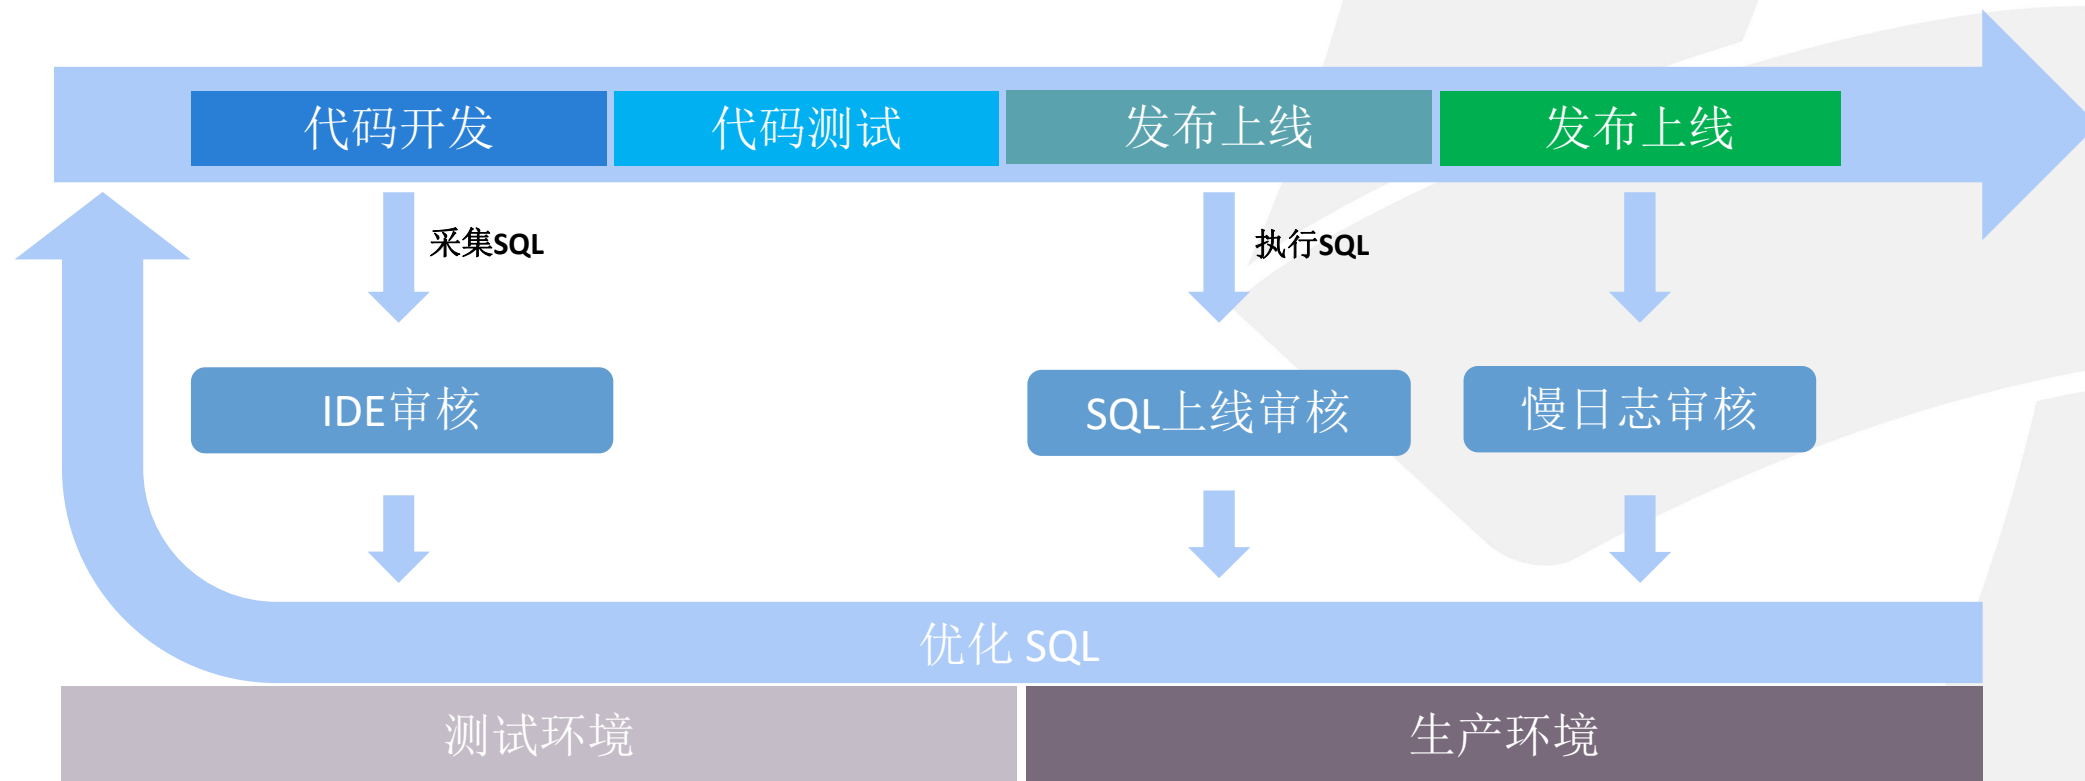 代码开发
代码测试
发布上线
发布上线
采集SQL
执行SQL
IDE审核
SQL上线审核
慢日志审核
优化 SQL
测试环境
生产环境